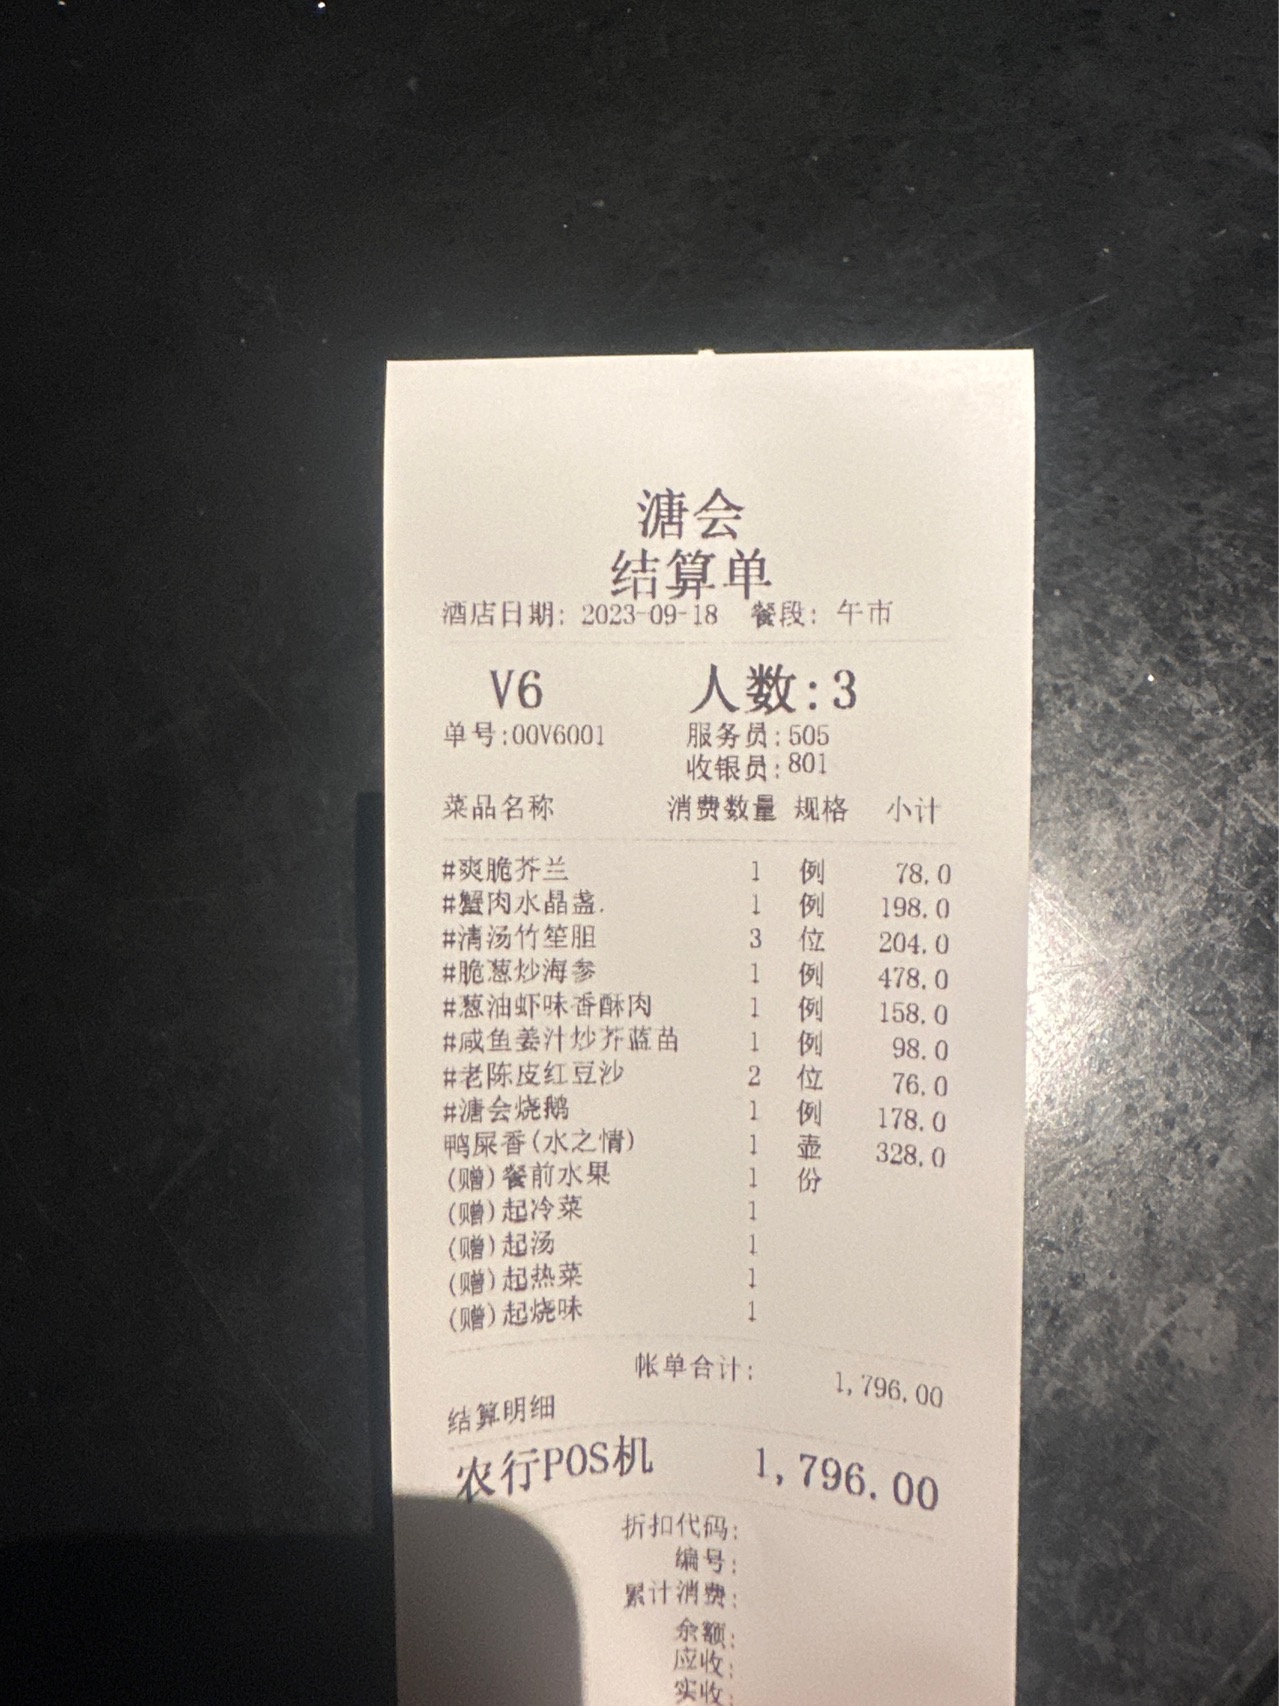 溏会
结算单
酒店日期: 2023-09-18 餐段: 午市
V6 人数:3
单号:00V6001 服务员:505
收银员:801
菜品名称 消费数量 规格 小计
#爽脆芥兰 1 例 78.0
#蟹肉水晶盏. 1 例 198.0
#清汤竹笙胆 3 位 204.0
#脆葱炒海参 1 例 478.0
#葱油虾味香酥肉 1 例 158.0
#咸鱼姜汁炒芥蓝苗 1 例 98.0
#老陈皮红豆沙 2 位 76.0
#溏会烧鹅 1 例 178.0
鸭屎香(水之情) 1 壶 328.0
(赠)餐前水果 1 份
(赠)起冷菜 1
(赠)起汤 1
(赠)起热菜 1
(赠)起烧味 1
帐单合计: 1,796.00
结算明细
农行POS机 1,796.00
折扣代码:
编号:
累计消费:
余额:
应收:
实收: